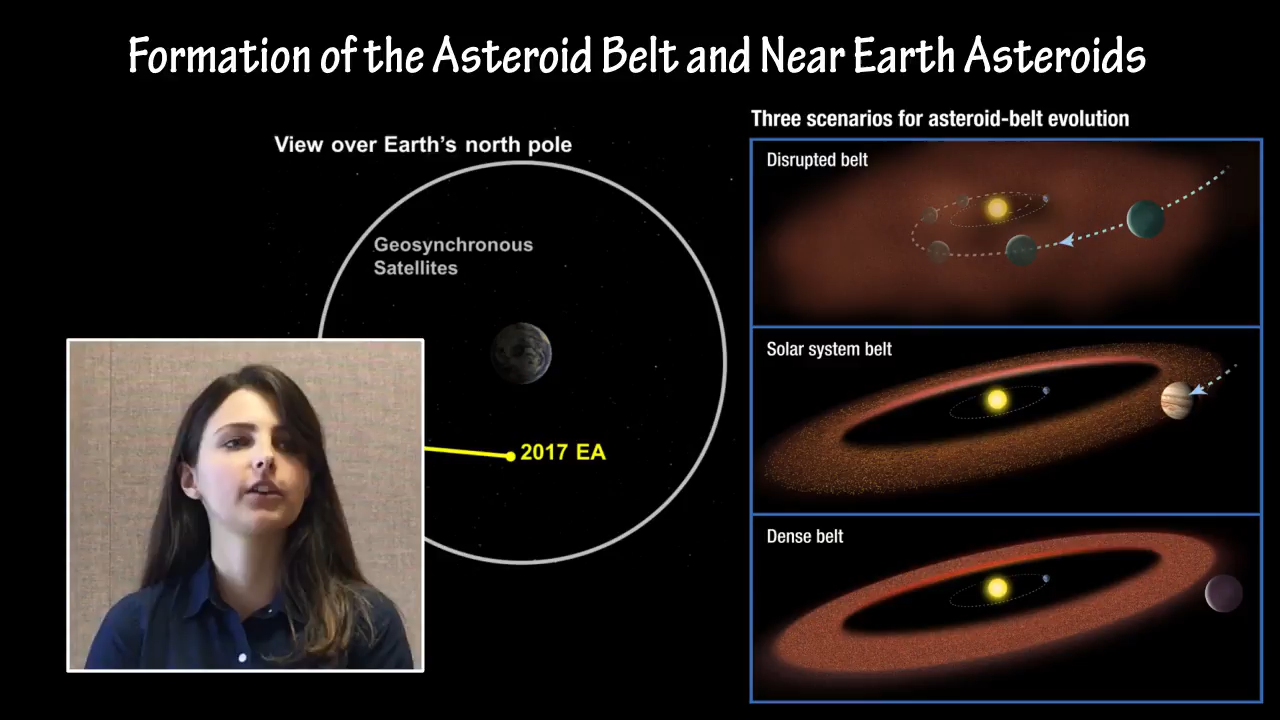 Formation of the Asteroid Belt and Near Earth Asteroids
View over Earth's north pole
Geosynchronous
Satellites
2017 EA
Three scenarios for asteroid-belt evolution
Disrupted belt
Solar system belt
Dense belt